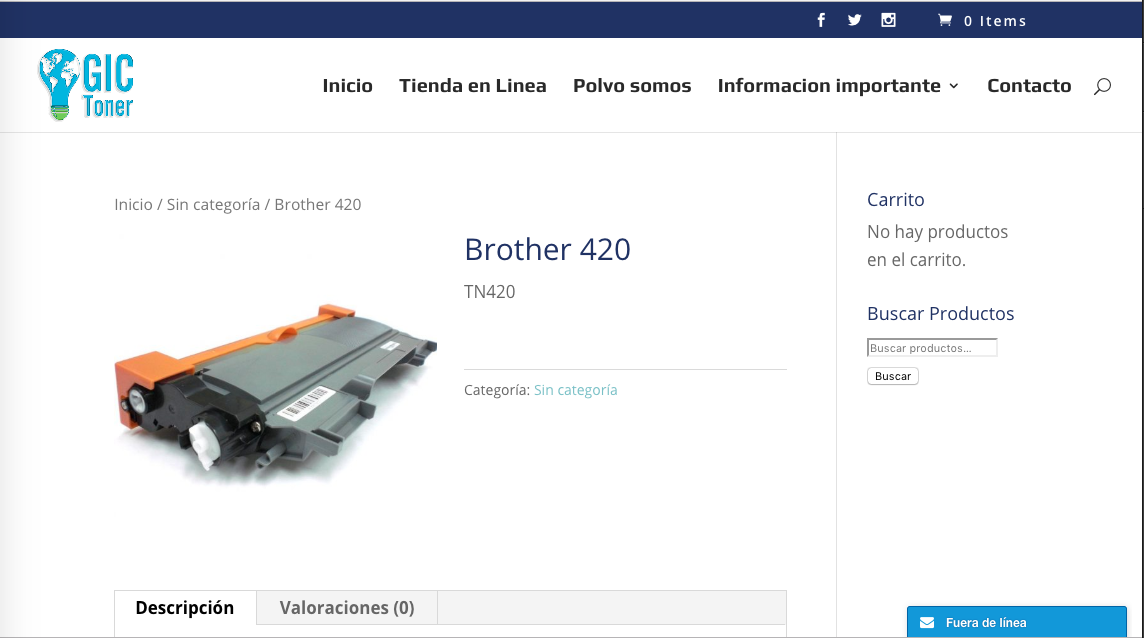 0 Items
GIC
Toner
Inicio
Tienda en Linea
Polvo somos
Informacion importante
Contacto
Inicio / Sin categoría / Brother 420
Brother 420
TN420
Categoría: Sin categoría
Carrito
No hay productos
en el carrito.
Buscar Productos
Buscar productos...
Buscar
Descripción
Valoraciones (0)
Fuera de línea